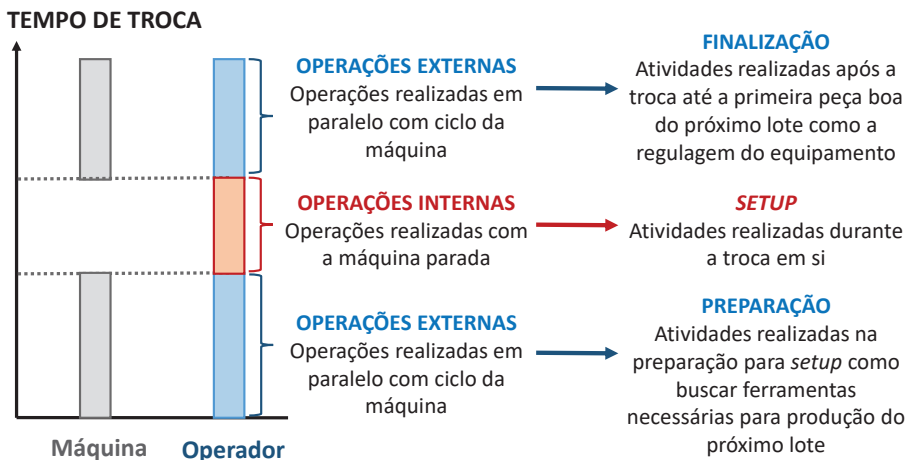 TEMPO DE TROCA
OPERAÇÕES EXTERNAS
Operações realizadas em
paralelo com ciclo da
máquina
FINALIZAÇÃO
Atividades realizadas após a
troca até a primeira peça boa
do próximo lote como a
regulagem do equipamento
OPERAÇÕES INTERNAS
Operações realizadas com
a máquina parada
SETUP
Atividades realizadas durante
a troca em si
OPERAÇÕES EXTERNAS
Operações realizadas em
paralelo com ciclo da
máquina
PREPARAÇÃO
Atividades realizadas na
preparação para setup como
buscar ferramentas
necessárias para produção do
próximo lote
Máquina
Operador